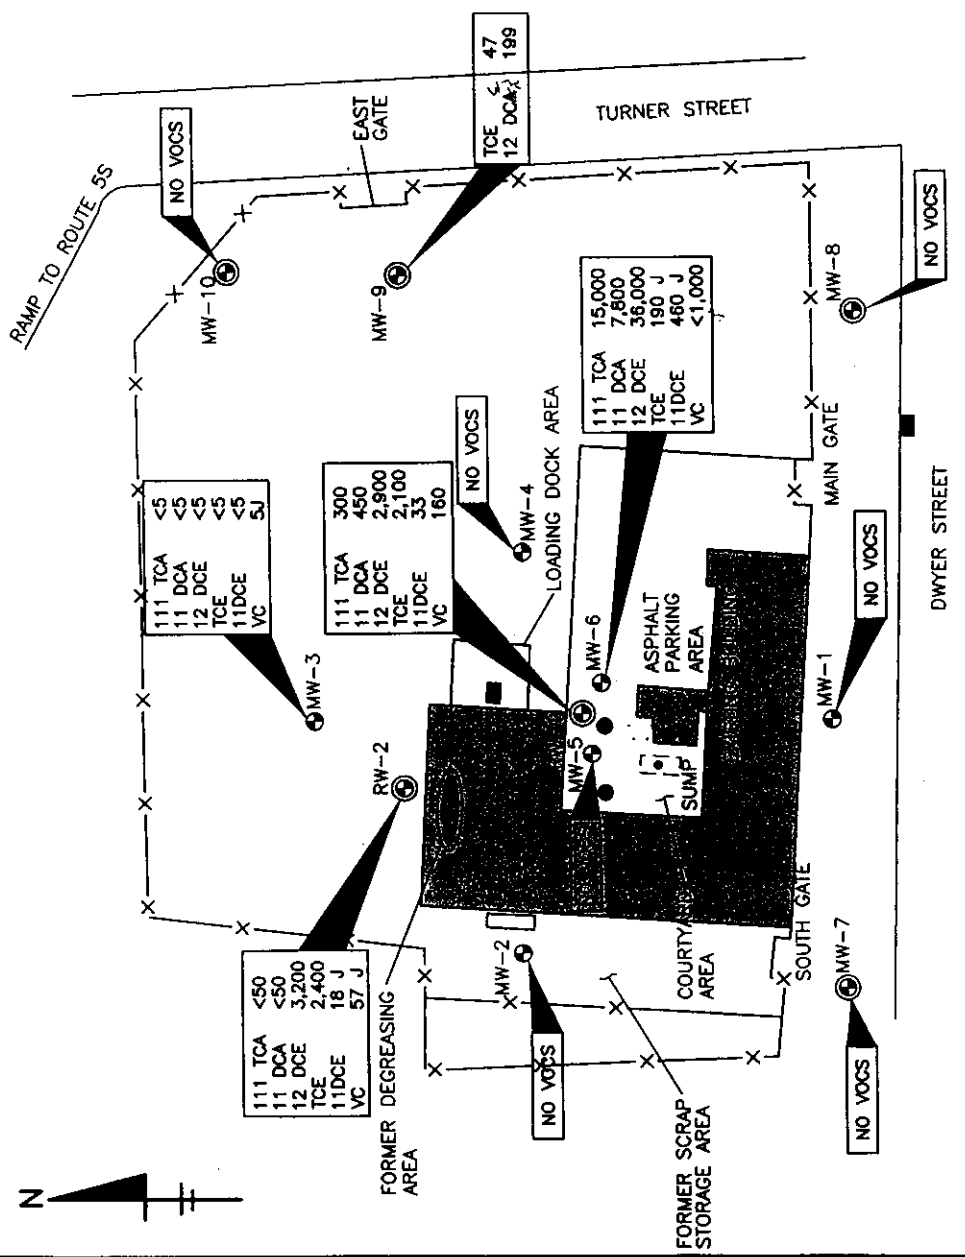 N
RAMP TO ROUTE 5S
NO VOCS
MW-10
EAST
GATE
TCE 47
12 DCA 199
TURNER STREET
MW-9
111 TCA <5
11 DCA <5
12 DCE <5
TCE <5
11DCE <5
VC 5J
MW-3
111 TCA 300
11 DCA 450
12 DCE 2,900
TCE 2,100
11DCE 33
VC 160
NO VOCS
MW-4
LOADING DOCK AREA
111 TCA 15,000
11 DCA 7,800
12 DCE 36,000
TCE 190 J
11DCE 460 J
VC <1,000
MW-6
MW-8
NO VOCS
RW-2
111 TCA <50
11 DCA <50
12 DCE 3,200
TCE 2,400
11DCE 18 J
VC 57 J
FORMER DEGREASING
AREA
MW-5
SUMP
ASPHALT
PARKING
AREA
MAIN GATE
MW-1
NO VOCS
DWYER STREET
MW-2
NO VOCS
COURTYARD
AREA
SOUTH GATE
MW-7
NO VOCS
FORMER SCRAP
STORAGE AREA